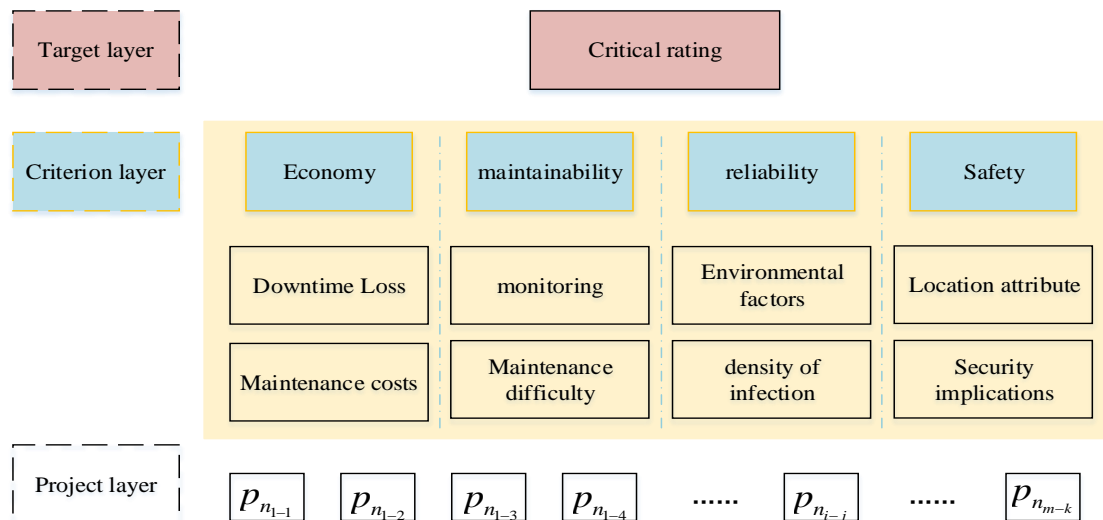 Target layer
Critical rating
Criterion layer
Economy
maintainability
reliability
Safety
Downtime Loss
monitoring
Environmental
factors
Location attribute
Maintenance costs
Maintenance
difficulty
density of
infection
Security
implications
Project layer
p_{n_{1-1}}
p_{n_{1-2}}
p_{n_{1-3}}
p_{n_{1-4}}
......
p_{n_{i-j}}
......
p_{n_{m-k}}